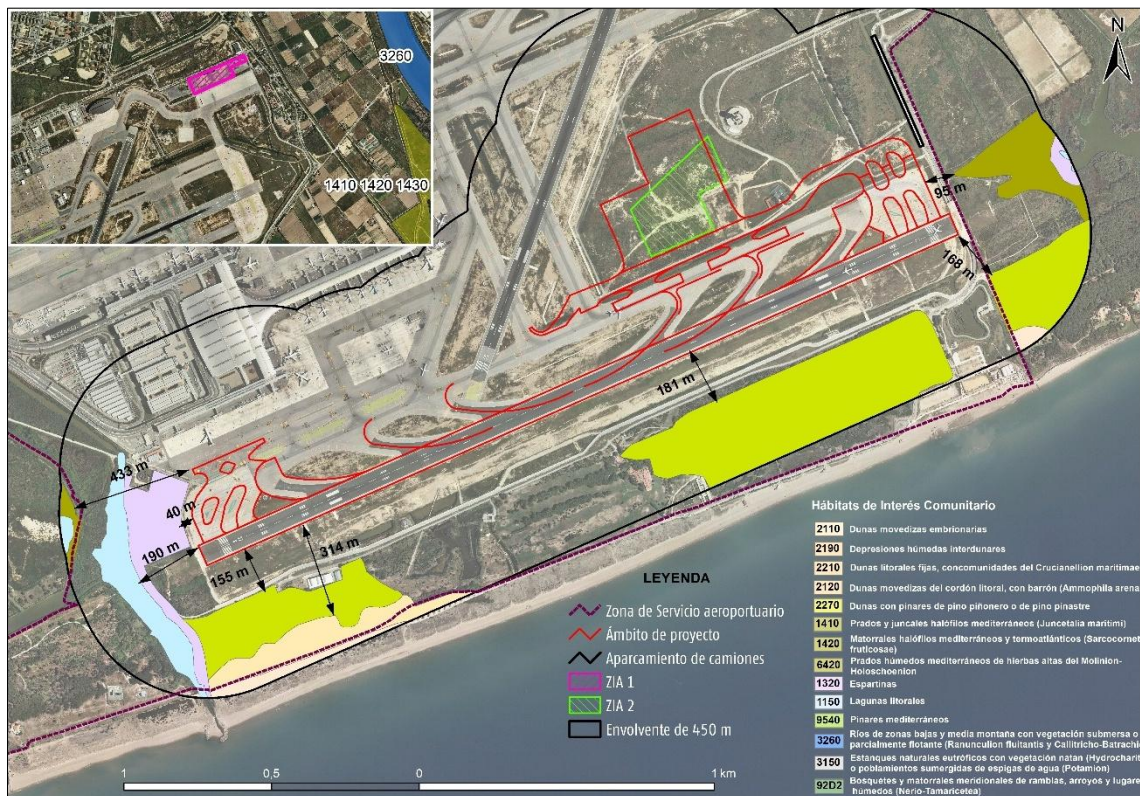 3260
1410 1420 1430
N
95 m
168 m
181 m
433 m
40 m
190 m
155 m
314 m
LEYENDA
Zona de Servicio aeroportuario
Ámbito de proyecto
Aparcamiento de camiones
ZIA 1
ZIA 2
Envolvente de 450 m
1 0,5 0 1 km
Hábitats de Interés Comunitario
2110 Dunas movedizas embrionarias
2190 Depresiones húmedas interdunares
2210 Dunas litorales fijas, concomunidades del Crucianellion maritimae
2120 Dunas movedizas del cordón litoral, con barrón (Ammophila arena
2270 Dunas con pinares de pino piñonero o de pino pinastre
1410 Prados y juncales halófilos mediterráneos (Juncetalia maritimi)
1420 Matorrales halófilos mediterráneos y termoatlánticos (Sarcocornet
fruticosae)
6420 Prados húmedos mediterráneos de hierbas altas del Molinion-
Holoschoenion
1320 Espartinas
1150 Lagunas litorales
9540 Pinares mediterráneos
3260 Ríos de zonas bajas y media montaña con vegetación submersa o
parcialmente flotante (Ranunculion fluitantis y Callitricho-Batrachi
3150 Estanques naturales eutróficos con vegetación natan (Hydrocharit
o poblamientos sumergidas de espigas de agua (Potamion)
92D2 Bosquetes y matorrales meridionales de ramblas, arroyos y lugare
húmedos (Nerio-Tamaricetea)